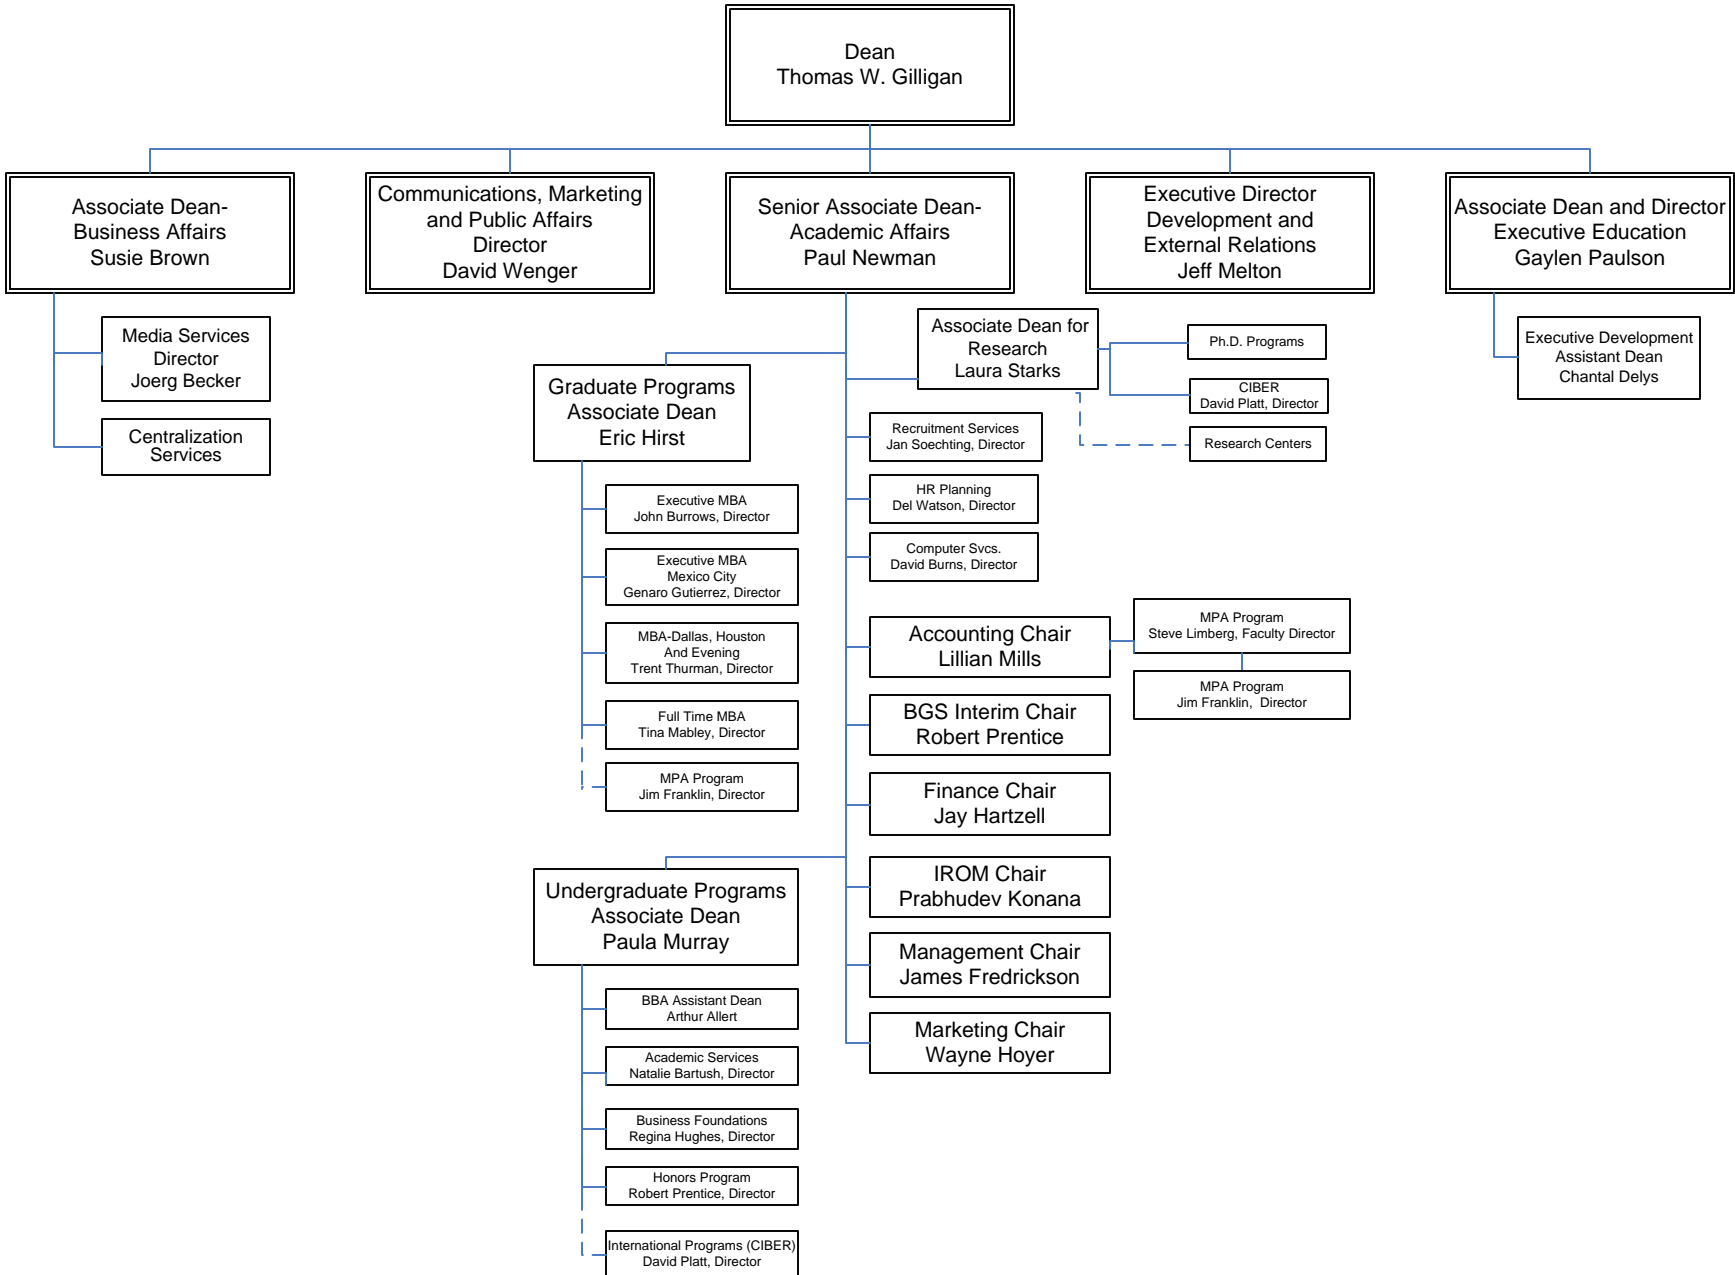 Dean
Thomas W. Gilligan
Associate Dean-
Business Affairs
Susie Brown
Communications, Marketing
and Public Affairs
Director
David Wenger
Senior Associate Dean-
Academic Affairs
Paul Newman
Executive Director
Development and
External Relations
Jeff Melton
Associate Dean and Director
Executive Education
Gaylen Paulson
Media Services
Director
Joerg Becker
Centralization
Services
Graduate Programs
Associate Dean
Eric Hirst
Executive MBA
John Burrows, Director
Executive MBA
Mexico City
Genaro Gutierrez, Director
MBA-Dallas, Houston
And Evening
Trent Thurman, Director
Full Time MBA
Tina Mabley, Director
MPA Program
Jim Franklin, Director
Undergraduate Programs
Associate Dean
Paula Murray
BBA Assistant Dean
Arthur Allert
Academic Services
Natalie Bartush, Director
Business Foundations
Regina Hughes, Director
Honors Program
Robert Prentice, Director
International Programs (CIBER)
David Platt, Director
Associate Dean for
Research
Laura Starks
Ph.D. Programs
CIBER
David Platt, Director
Research Centers
Recruitment Services
Jan Soechting, Director
HR Planning
Del Watson, Director
Computer Svcs.
David Burns, Director
Accounting Chair
Lillian Mills
MPA Program
Steve Limberg, Faculty Director
MPA Program
Jim Franklin, Director
BGS Interim Chair
Robert Prentice
Finance Chair
Jay Hartzell
IROM Chair
Prabhudev Konana
Management Chair
James Fredrickson
Marketing Chair
Wayne Hoyer
Executive Development
Assistant Dean
Chantal Delys